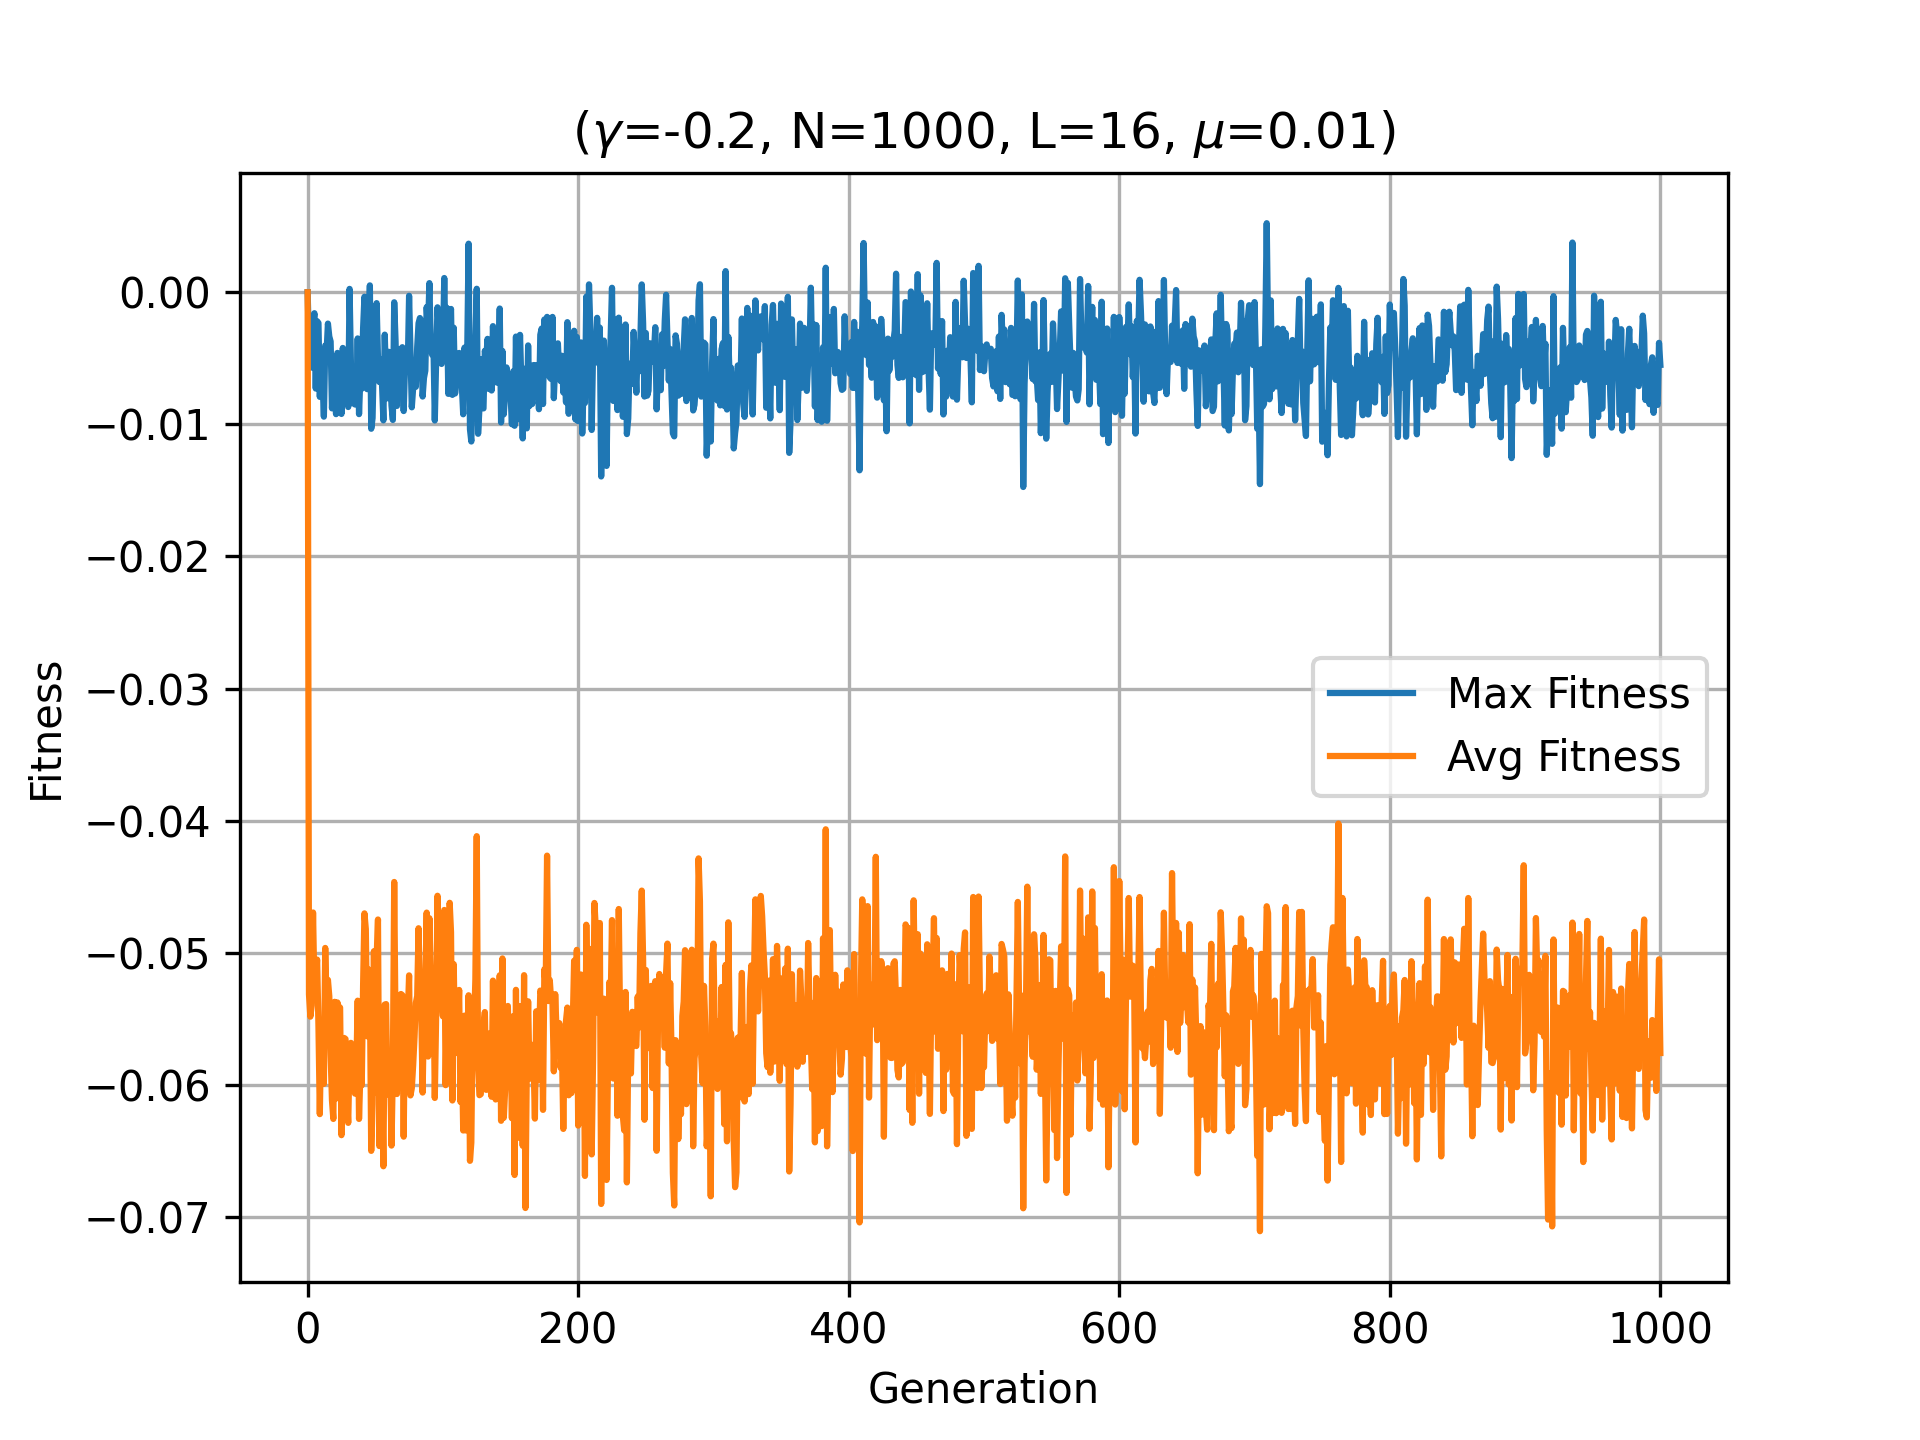 (γ=-0.2, N=1000, L=16, μ=0.01)
Fitness
0.00
−0.01
−0.02
−0.03
−0.04
−0.05
−0.06
−0.07
Max Fitness
Avg Fitness
0 200 400 600 800 1000
Generation